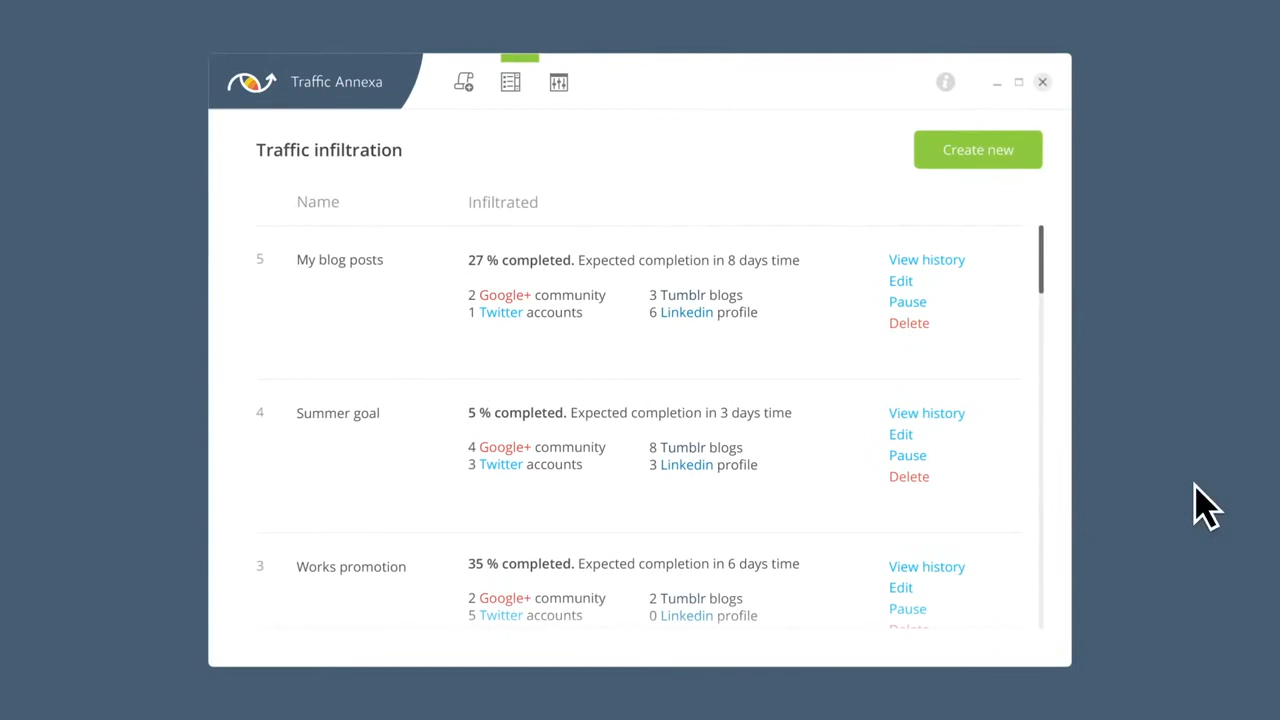 Traffic Annexa
Traffic infiltration
Create new
Name Infiltrated
5 My blog posts 27 % completed. Expected completion in 8 days time View history
Edit
2 Google+ community 3 Tumblr blogs Pause
1 Twitter accounts 6 Linkedin profile Delete
4 Summer goal 5 % completed. Expected completion in 3 days time View history
Edit
4 Google+ community 8 Tumblr blogs Pause
3 Twitter accounts 3 Linkedin profile Delete
3 Works promotion 35 % completed. Expected completion in 6 days time View history
Edit
2 Google+ community 2 Tumblr blogs Pause
5 Twitter accounts 0 Linkedin profile